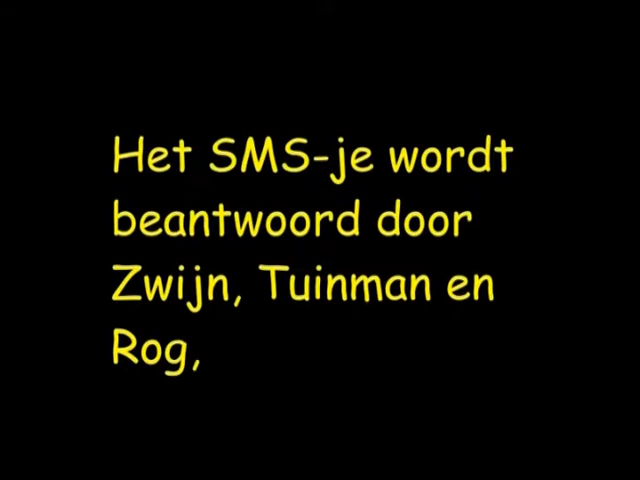 Het SMS-je wordt
beantwoord door
Zwijn, Tuinman en
Rog,